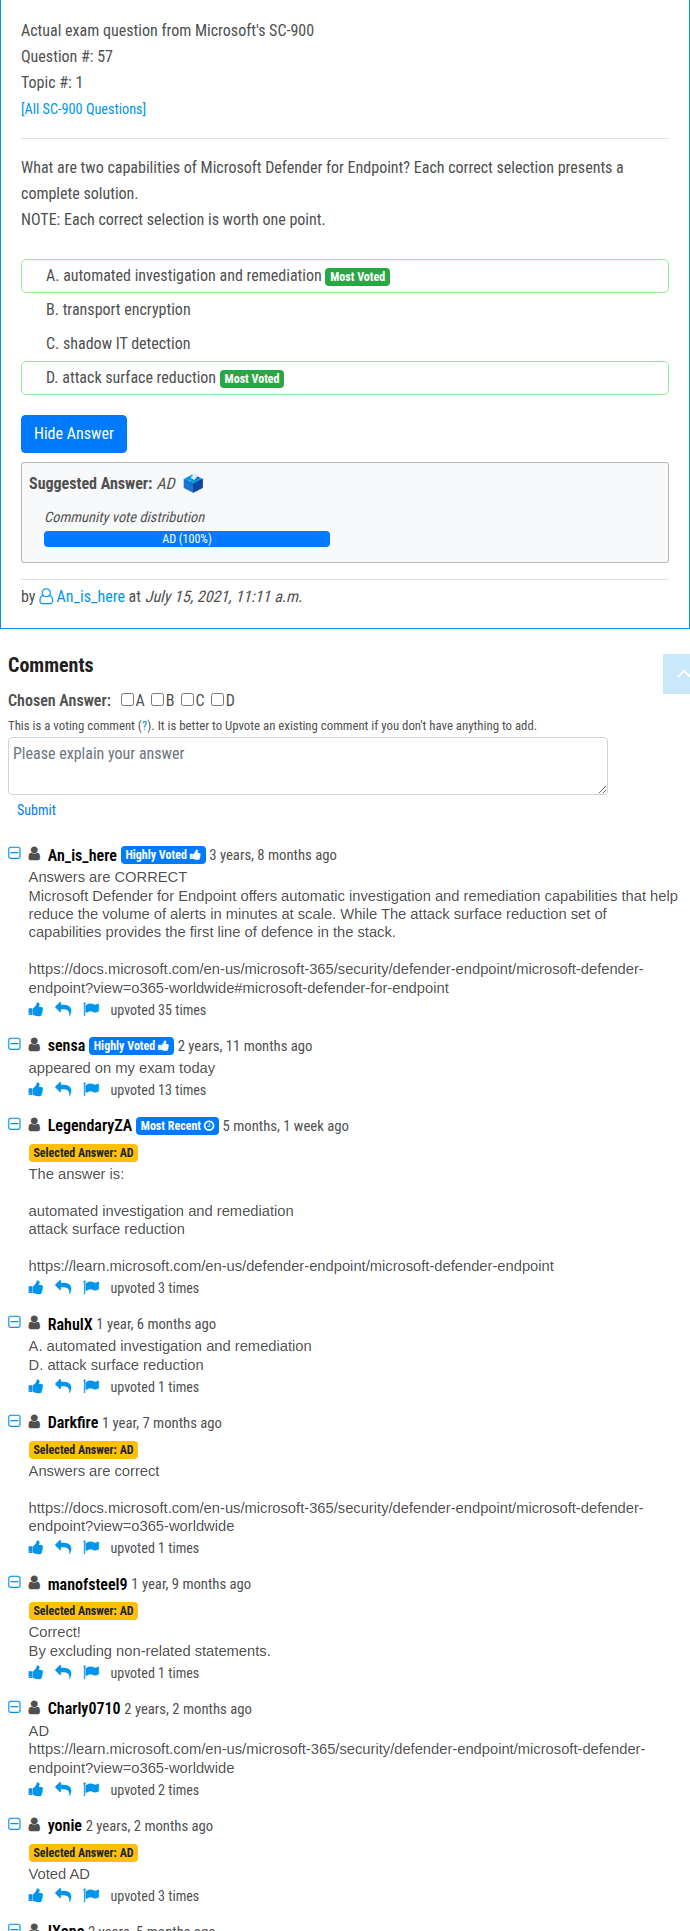 Actual exam question from Microsoft's SC-900
Question #: 57
Topic #: 1
[All SC-900 Questions]
What are two capabilities of Microsoft Defender for Endpoint? Each correct selection presents a
complete solution.
NOTE: Each correct selection is worth one point.
A. automated investigation and remediation Most Voted
B. transport encryption
C. shadow IT detection
D. attack surface reduction Most Voted
Hide Answer
Suggested Answer: AD
Community vote distribution
AD (100%)
by An_is_here at July 15, 2021, 11:11 a.m.
Comments
Chosen Answer: A B C D
This is a voting comment (?). It is better to Upvote an existing comment if you don't have anything to add.
Please explain your answer
Submit
An_is_here Highly Voted 3 years, 8 months ago
Answers are CORRECT
Microsoft Defender for Endpoint offers automatic investigation and remediation capabilities that help
reduce the volume of alerts in minutes at scale. While The attack surface reduction set of
capabilities provides the first line of defence in the stack.
https://docs.microsoft.com/en-us/microsoft-365/security/defender-endpoint/microsoft-defender-
endpoint?view=o365-worldwide#microsoft-defender-for-endpoint
upvoted 35 times
sensa Highly Voted 2 years, 11 months ago
appeared on my exam today
upvoted 13 times
LegendaryZA Most Recent 5 months, 1 week ago
Selected Answer: AD
The answer is:
automated investigation and remediation
attack surface reduction
https://learn.microsoft.com/en-us/defender-endpoint/microsoft-defender-endpoint
upvoted 3 times
RahulX 1 year, 6 months ago
A. automated investigation and remediation
D. attack surface reduction
upvoted 1 times
Darkfire 1 year, 7 months ago
Selected Answer: AD
Answers are correct
https://docs.microsoft.com/en-us/microsoft-365/security/defender-endpoint/microsoft-defender-
endpoint?view=o365-worldwide
upvoted 1 times
manofsteel9 1 year, 9 months ago
Selected Answer: AD
Correct!
By excluding non-related statements.
upvoted 1 times
Charly0710 2 years, 2 months ago
AD
https://learn.microsoft.com/en-us/microsoft-365/security/defender-endpoint/microsoft-defender-
endpoint?view=o365-worldwide
upvoted 2 times
yonie 2 years, 2 months ago
Selected Answer: AD
Voted AD
upvoted 3 times